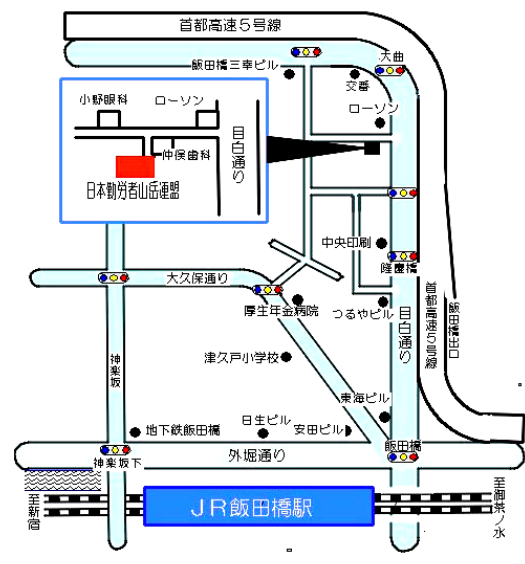 首都高速5号線
飯田橋三幸ビル
大曲
交番
ローソン
小野眼科
ローソン
目白通り
仲俣歯科
日本勤労者山岳連盟
中央印刷
隆慶橋
大久保通り
厚生年金病院
つるやビル
目白通り
首都高速5号線
飯田橋出口
神楽坂
津久戸小学校
東海ビル
地下鉄飯田橋
日生ビル
安田ビル
飯田橋
神楽坂下
外堀通り
至新宿
JR飯田橋駅
至御茶ノ水